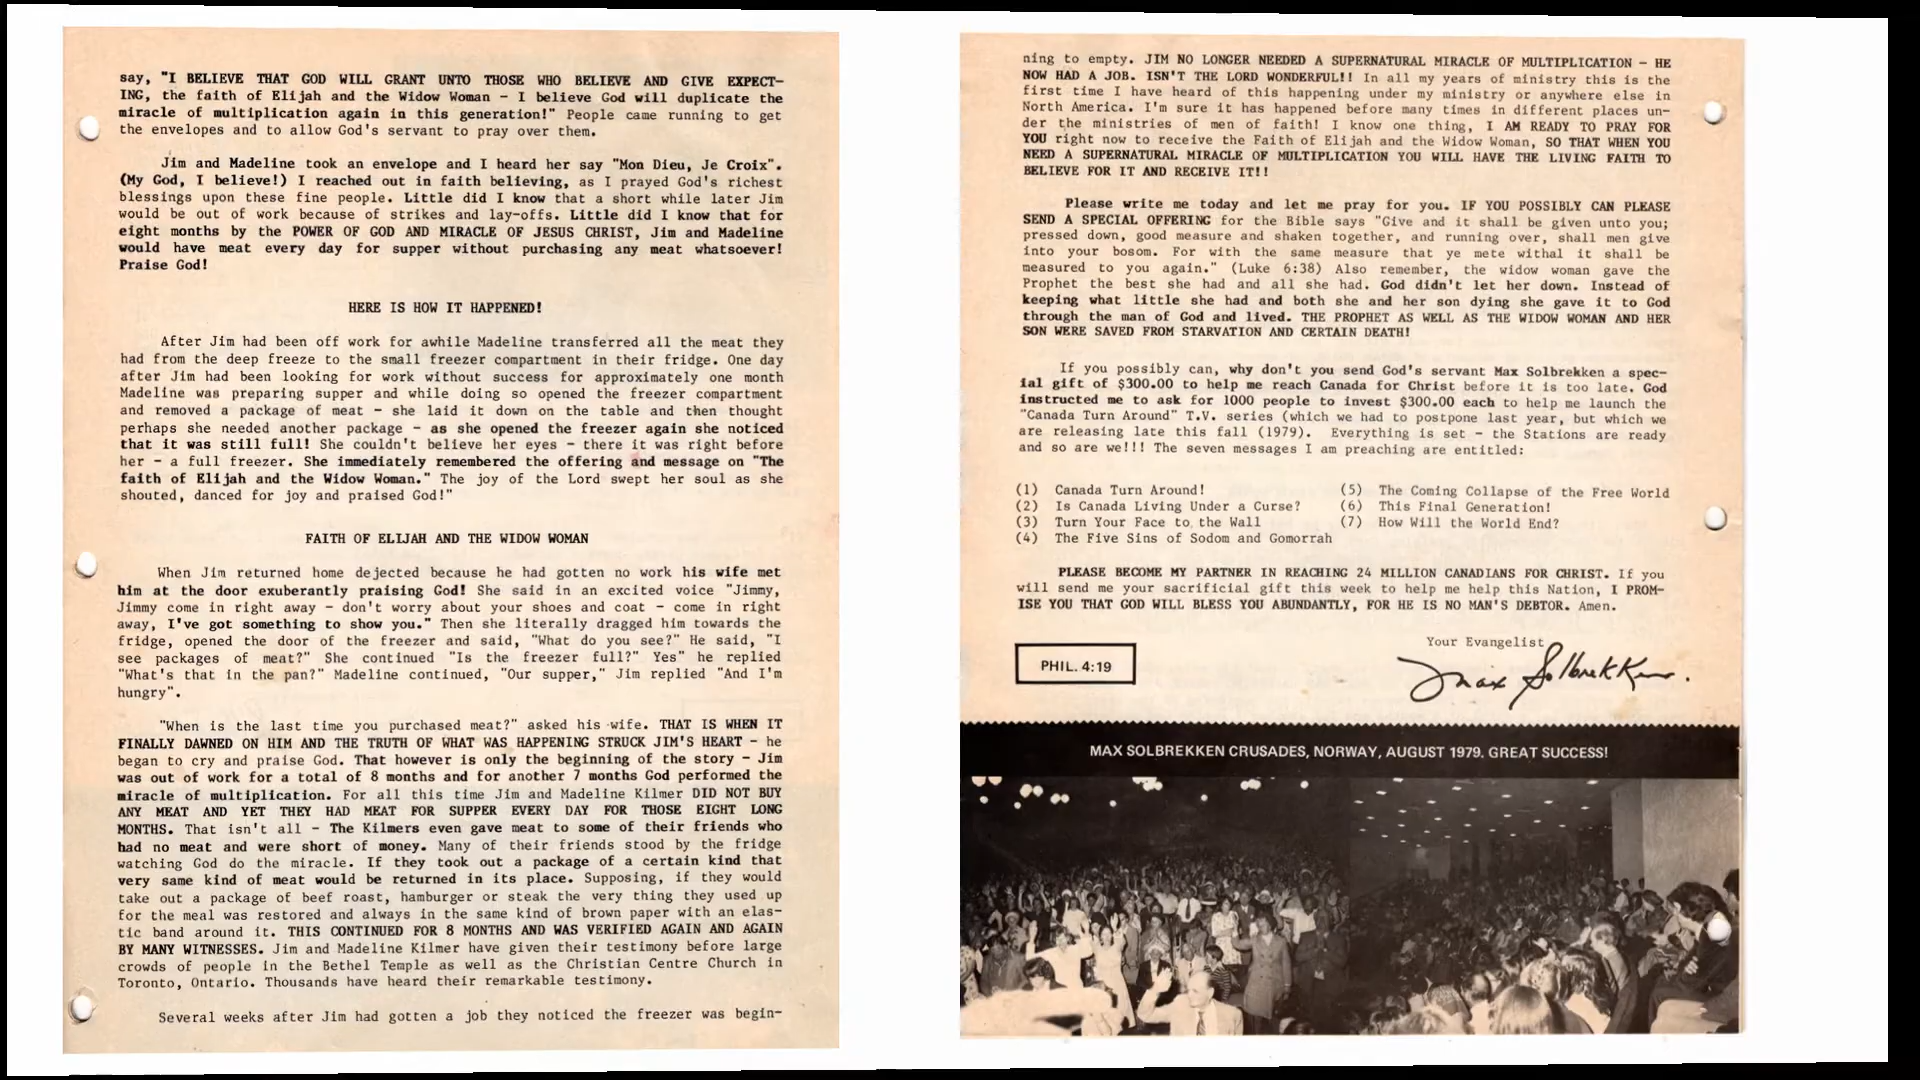 say, "I BELIEVE THAT GOD WILL GRANT UNTO THOSE WHO BELIEVE AND GIVE EXPECT-
ING, the faith of Elijah and the Widow Woman - I believe God will duplicate the
miracle of multiplication again in this generation!" People came running to get
the envelopes and to allow God's servant to pray over them.
Jim and Madeline took an envelope and I heard her say "Mon Dieu, Je Croix".
(My God, I believe!) I reached out in faith believing, as I prayed God's richest
blessings upon these fine people. Little did I know that a short while later Jim
would be out of work because of strikes and lay-offs. Little did I know that for
eight months by the POWER OF GOD AND MIRACLE OF JESUS CHRIST, Jim and Madeline
would have meat every day for supper without purchasing any meat whatsoever!
Praise God!
HERE IS HOW IT HAPPENED!
After Jim had been off work for awhile Madeline transferred all the meat they
had from the deep freeze to the small freezer compartment in their fridge. One day
after Jim had been looking for work without success for approximately one month
Madeline was preparing supper and while doing so opened the freezer compartment
and removed a package of meat - she laid it down on the table and then thought
perhaps she needed another package - as she opened the freezer again she noticed
that it was still full! She couldn't believe her eyes - there it was right before
her - a full freezer. She immediately remembered the offering and message on "The
faith of Elijah and the Widow Woman." The joy of the Lord swept her soul as she
shouted, danced for joy and praised God!"
FAITH OF ELIJAH AND THE WIDOW WOMAN
When Jim returned home dejected because he had gotten no work his wife met
him at the door exuberantly praising God! She said in an excited voice "Jimmy,
Jimmy come in right away - don't worry about your shoes and coat - come in right
away, I've got something to show you." Then she literally dragged him towards the
fridge, opened the door of the freezer and said, "What do you see?" He said, "I
see packages of meat?" She continued "Is the freezer full?" Yes" he replied
"What's that in the pan?" Madeline continued, "Our supper," Jim replied "And I'm
hungry".
"When is the last time you purchased meat?" asked his wife. THAT IS WHEN IT
FINALLY DAWNED ON HIM AND THE TRUTH OF WHAT WAS HAPPENING STRUCK JIM'S HEART - he
began to cry and praise God. That however is only the beginning of the story - Jim
was out of work for a total of 8 months and for another 7 months God performed the
miracle of multiplication. For all this time Jim and Madeline Kilmer DID NOT BUY
ANY MEAT AND YET THEY HAD MEAT FOR SUPPER EVERY DAY FOR THOSE EIGHT LONG
MONTHS. That isn't all - The Kilmers even gave meat to some of their friends who
had no meat and were short of money. Many of their friends stood by the fridge
watching God do the miracle. If they took out a package of a certain kind that
very same kind of meat would be returned in its place. Supposing, if they would
take out a package of beef roast, hamburger or steak the very thing they used up
for the meal was restored and always in the same kind of brown paper with an elas-
tic band around it. THIS CONTINUED FOR 8 MONTHS AND WAS VERIFIED AGAIN AND AGAIN
BY MANY WITNESSES. Jim and Madeline Kilmer have given their testimony before large
crowds of people in the Bethel Temple as well as the Christian Centre Church in
Toronto, Ontario. Thousands have heard their remarkable testimony.
Several weeks after Jim had gotten a job they noticed the freezer was begin-
ning to empty. JIM NO LONGER NEEDED A SUPERNATURAL MIRACLE OF MULTIPLICATION - HE
NOW HAD A JOB. ISN'T THE LORD WONDERFUL!! In all my years of ministry this is the
first time I have heard of this happening under my ministry or anywhere else in
North America. I'm sure it has happened before many times in different places un-
der the ministries of men of faith! I know one thing, I AM READY TO PRAY FOR
YOU right now to receive the Faith of Elijah and the Widow Woman, SO THAT WHEN YOU
NEED A SUPERNATURAL MIRACLE OF MULTIPLICATION YOU WILL HAVE THE LIVING FAITH TO
BELIEVE FOR IT AND RECEIVE IT!!
Please write me today and let me pray for you. IF YOU POSSIBLY CAN PLEASE
SEND A SPECIAL OFFERING for the Bible says "Give and it shall be given unto you;
pressed down, good measure and shaken together, and running over, shall men give
into your bosom. For with the same measure that ye mete withal it shall be
measured to you again." (Luke 6:38) Also remember, the widow woman gave the
Prophet the best she had and all she had. God didn't let her down. Instead of
keeping what little she had and both she and her son dying she gave it to God
through the man of God and lived. THE PROPHET AS WELL AS THE WIDOW WOMAN AND HER
SON WERE SAVED FROM STARVATION AND CERTAIN DEATH!
If you possibly can, why don't you send God's servant Max Solbrekken a spec-
ial gift of $300.00 to help me reach Canada for Christ before it is too late. God
instructed me to ask for 1000 people to invest $300.00 each to help me launch the
"Canada Turn Around" T.V. series (which we had to postpone last year, but which we
are releasing late this fall (1979). Everything is set - the Stations are ready
and so are we!!! The seven messages I am preaching are entitled:
(1) Canada Turn Around!
(2) Is Canada Living Under a Curse?
(3) Turn Your Face to the Wall
(4) The Five Sins of Sodom and Gomorrah
(5) The Coming Collapse of the Free World
(6) This Final Generation!
(7) How Will the World End?
PLEASE BECOME MY PARTNER IN REACHING 24 MILLION CANADIANS FOR CHRIST. If you
will send me your sacrificial gift this week to help me help this Nation, I PROM-
ISE YOU THAT GOD WILL BLESS YOU ABUNDANTLY, FOR HE IS NO MAN'S DEBTOR. Amen.
Your Evangelist
Max Solbrekken.
PHIL. 4:19
MAX SOLBREKKEN CRUSADES, NORWAY, AUGUST 1979. GREAT SUCCESS!